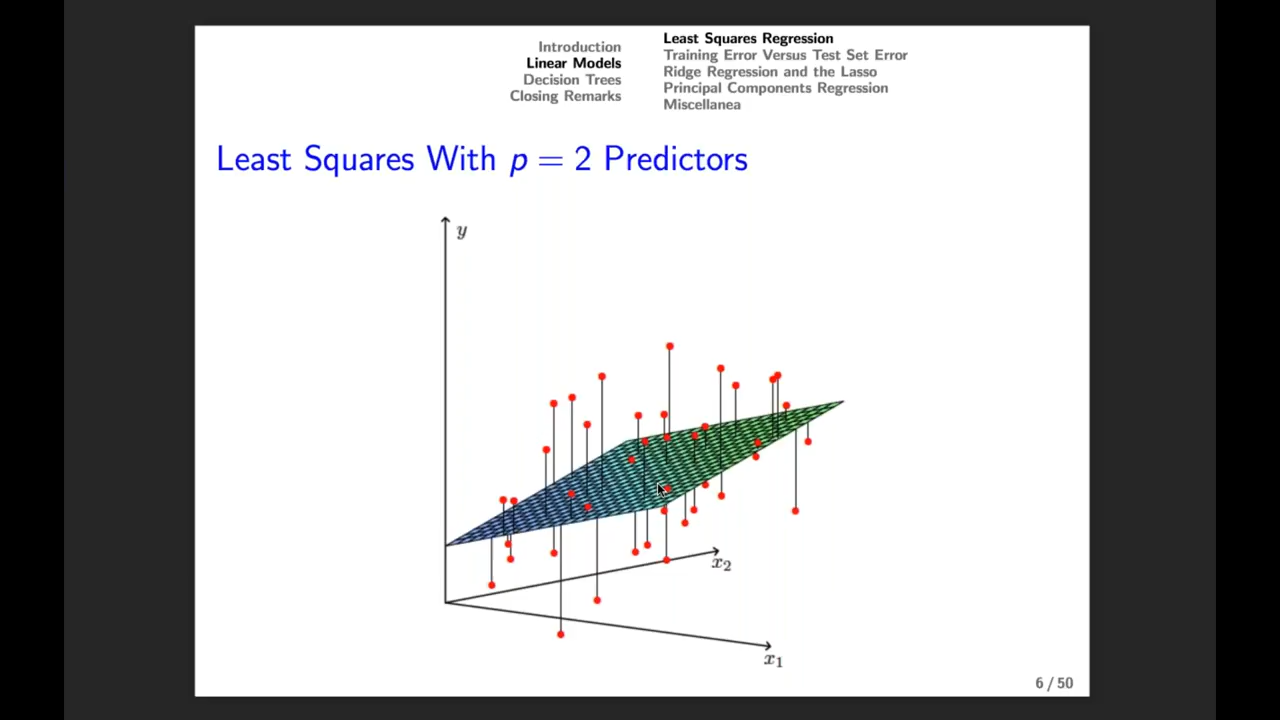 Introduction
Linear Models
Decision Trees
Closing Remarks
Least Squares Regression
Training Error Versus Test Set Error
Ridge Regression and the Lasso
Principal Components Regression
Miscellanea
Least Squares With p = 2 Predictors
y
x₂
x₁
6 / 50